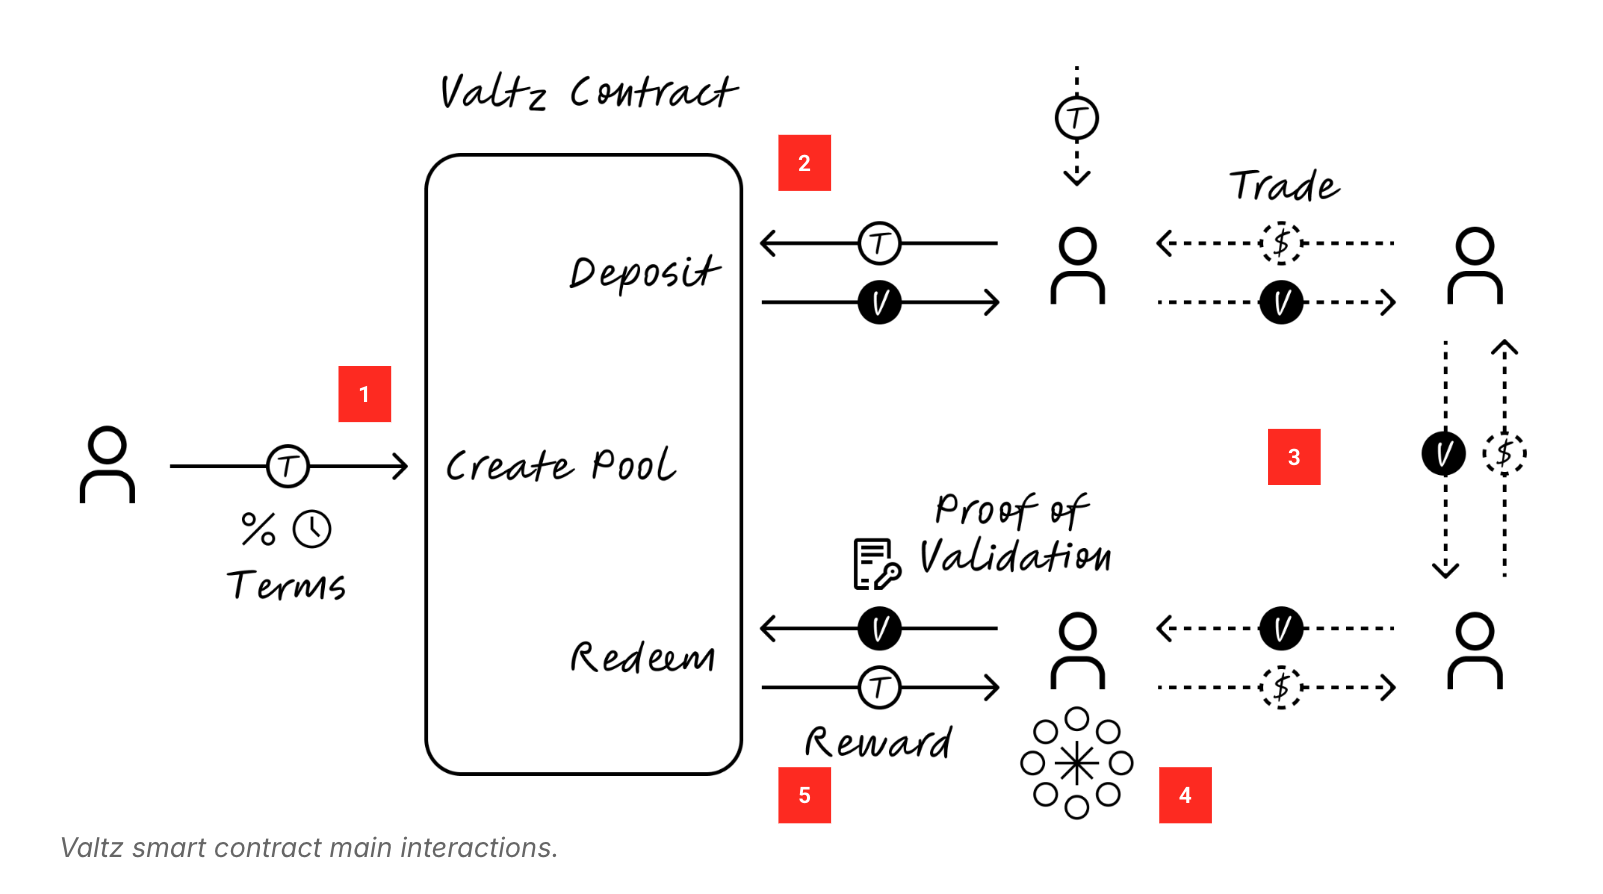 Valtz Contract
2
T
Trade
T
$
Deposit
V
V
1
T
Create Pool
3
V
$
Terms
Proof of
Validation
V
V
Redeem
T
$
Reward
5
4
Valtz smart contract main interactions.